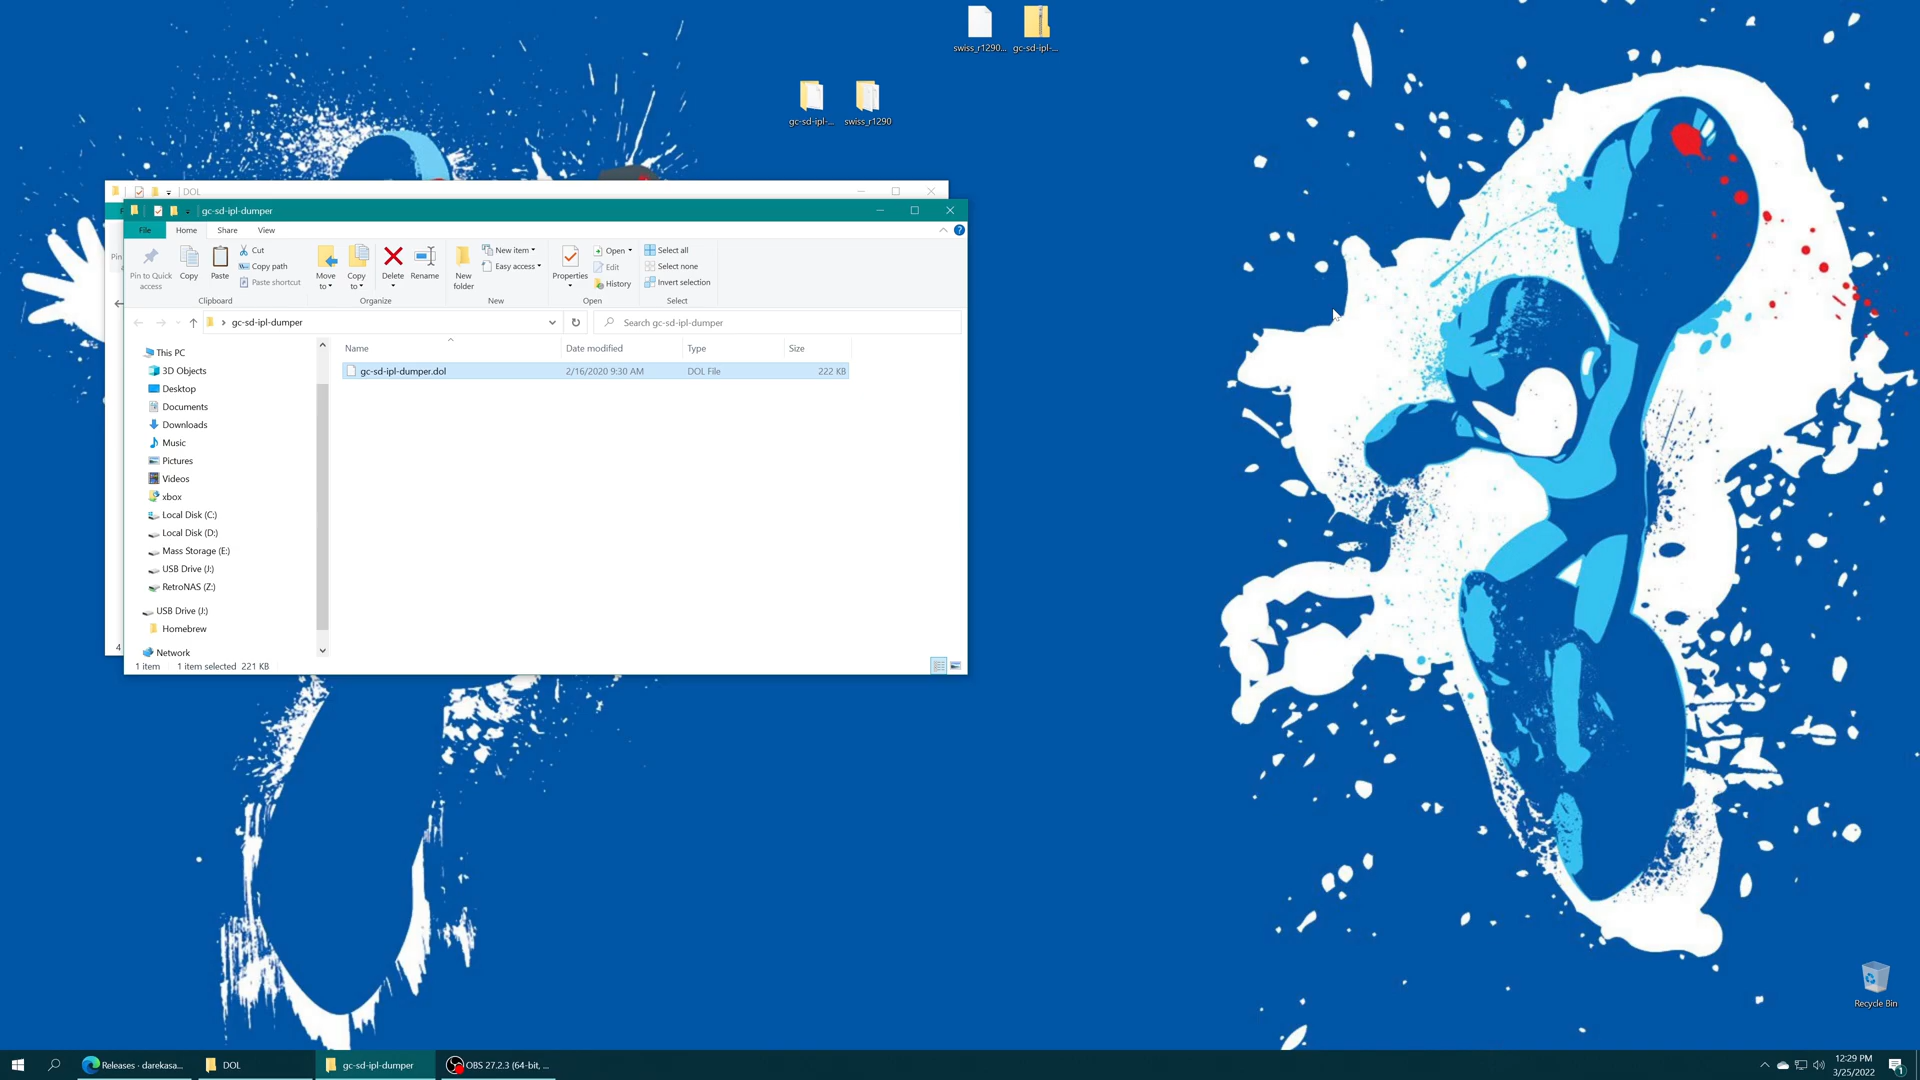 swiss_r1290...
gc-sd-ipl-...
gc-sd-ipl-...
swiss_r1290
DOL
gc-sd-ipl-dumper
File
Home
Share
View
Pin to Quick
access
Copy
Paste
Cut
Copy path
Paste shortcut
Clipboard
Move
to
Copy
to
Delete
Rename
Organize
New
folder
New item
Easy access
New
Properties
Open
Edit
History
Open
Select all
Select none
Invert selection
Select
gc-sd-ipl-dumper
Search gc-sd-ipl-dumper
Name
Date modified
Type
Size
gc-sd-ipl-dumper.dol
2/16/2020 9:30 AM
DOL File
222 KB
This PC
3D Objects
Desktop
Documents
Downloads
Music
Pictures
Videos
xbox
Local Disk (C:)
Local Disk (D:)
Mass Storage (E:)
USB Drive (J:)
RetroNAS (Z:)
USB Drive (J:)
Homebrew
Network
4
1 item
1 item selected 221 KB
Recycle Bin
Releases · darekasa...
DOL
gc-sd-ipl-dumper
OBS 27.2.3 (64-bit, ...
12:29 PM
3/25/2022
1